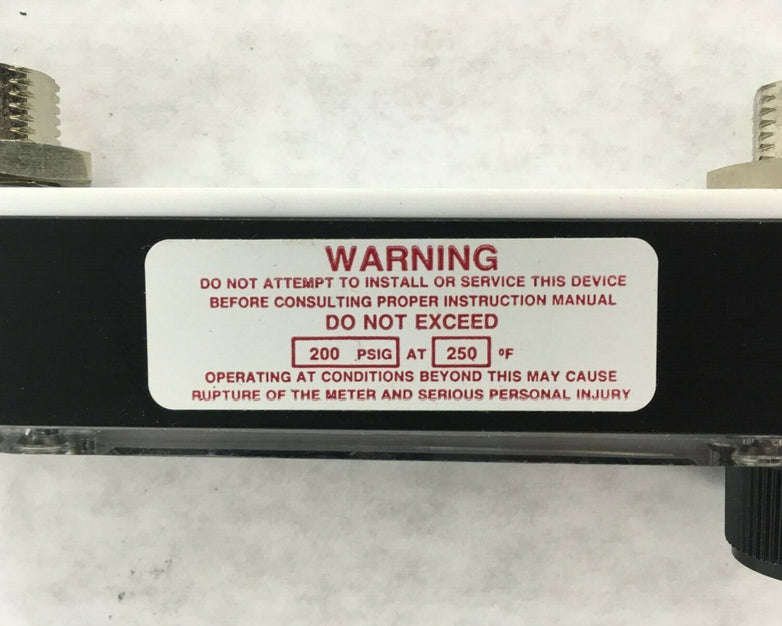 WARNING
DO NOT ATTEMPT TO INSTALL OR SERVICE THIS DEVICE
BEFORE CONSULTING PROPER INSTRUCTION MANUAL
DO NOT EXCEED
200 PSIG AT 250 ºF
OPERATING AT CONDITIONS BEYOND THIS MAY CAUSE
RUPTURE OF THE METER AND SERIOUS PERSONAL INJURY